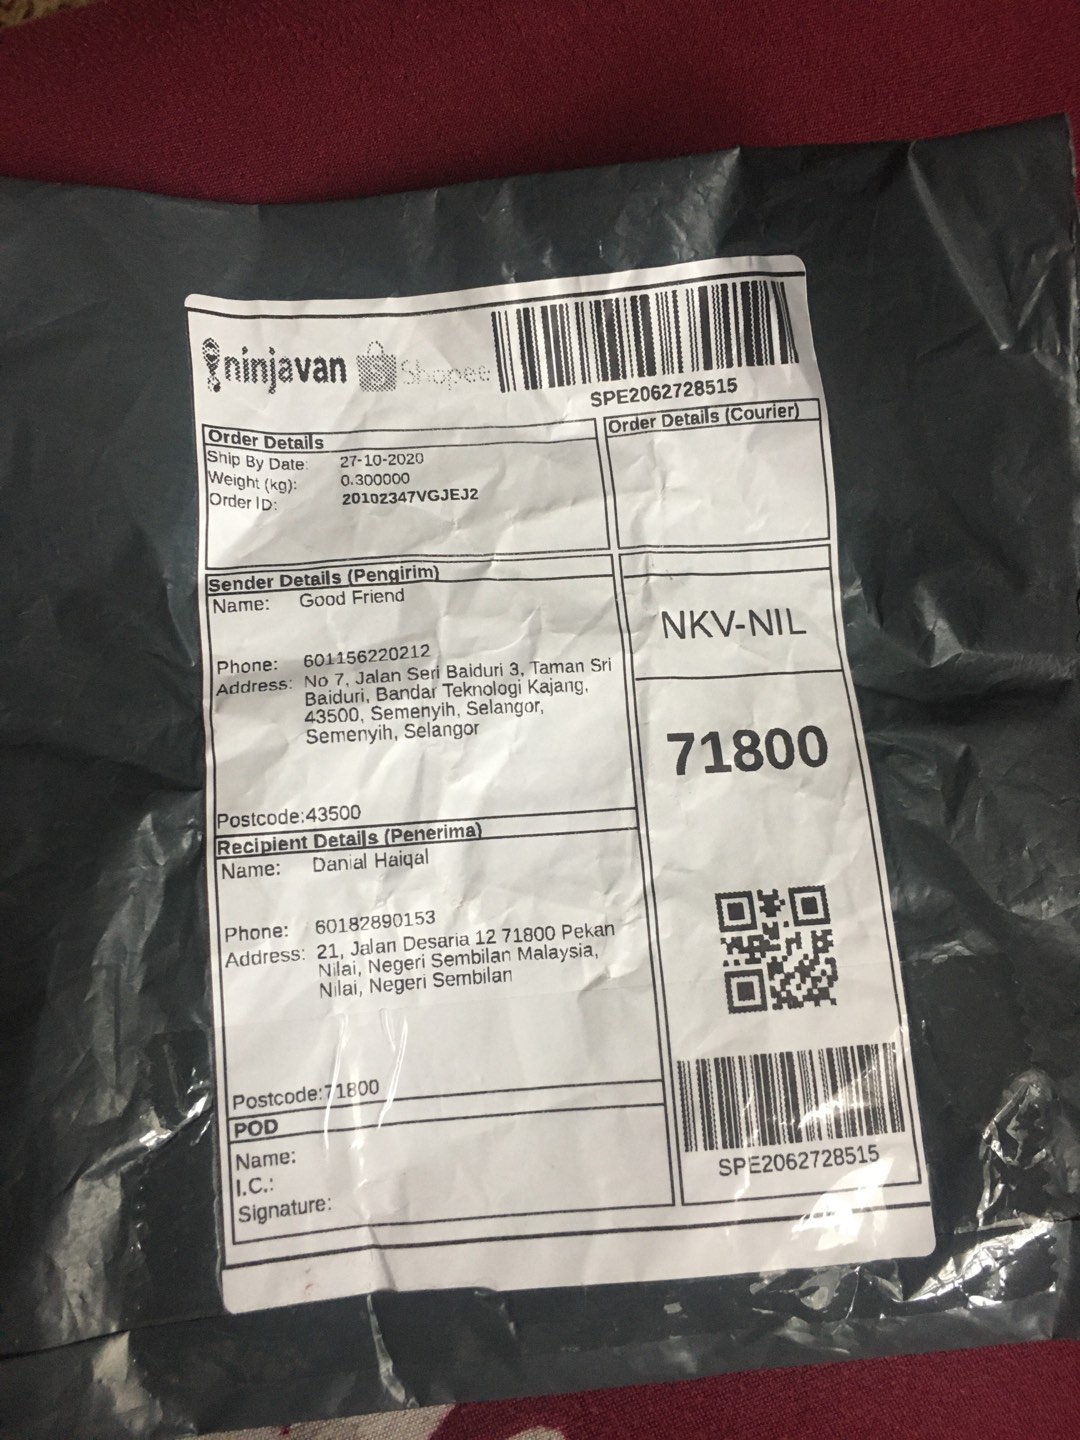 ninjavan Shopee
SPE2062728515
Order Details
Ship By Date: 27-10-2020
Weight (kg): 0.300000
Order ID: 20102347VGJEJ2
Order Details (Courier)
Sender Details (Pengirim)
Name: Good Friend
Phone: 601156220212
Address: No 7, Jalan Seri Baiduri 3, Taman Sri
Baiduri, Bandar Teknologi Kajang,
43500, Semenyih, Selangor,
Semenyih, Selangor
Postcode:43500
NKV-NIL
71800
Recipient Details (Penerima)
Name: Danial Haiqal
Phone: 60182890153
Address: 21, Jalan Desaria 12 71800 Pekan
Nilai, Negeri Sembilan Malaysia,
Nilai, Negeri Sembilan
Postcode:71800
POD
Name:
I.C.:
Signature:
SPE2062728515